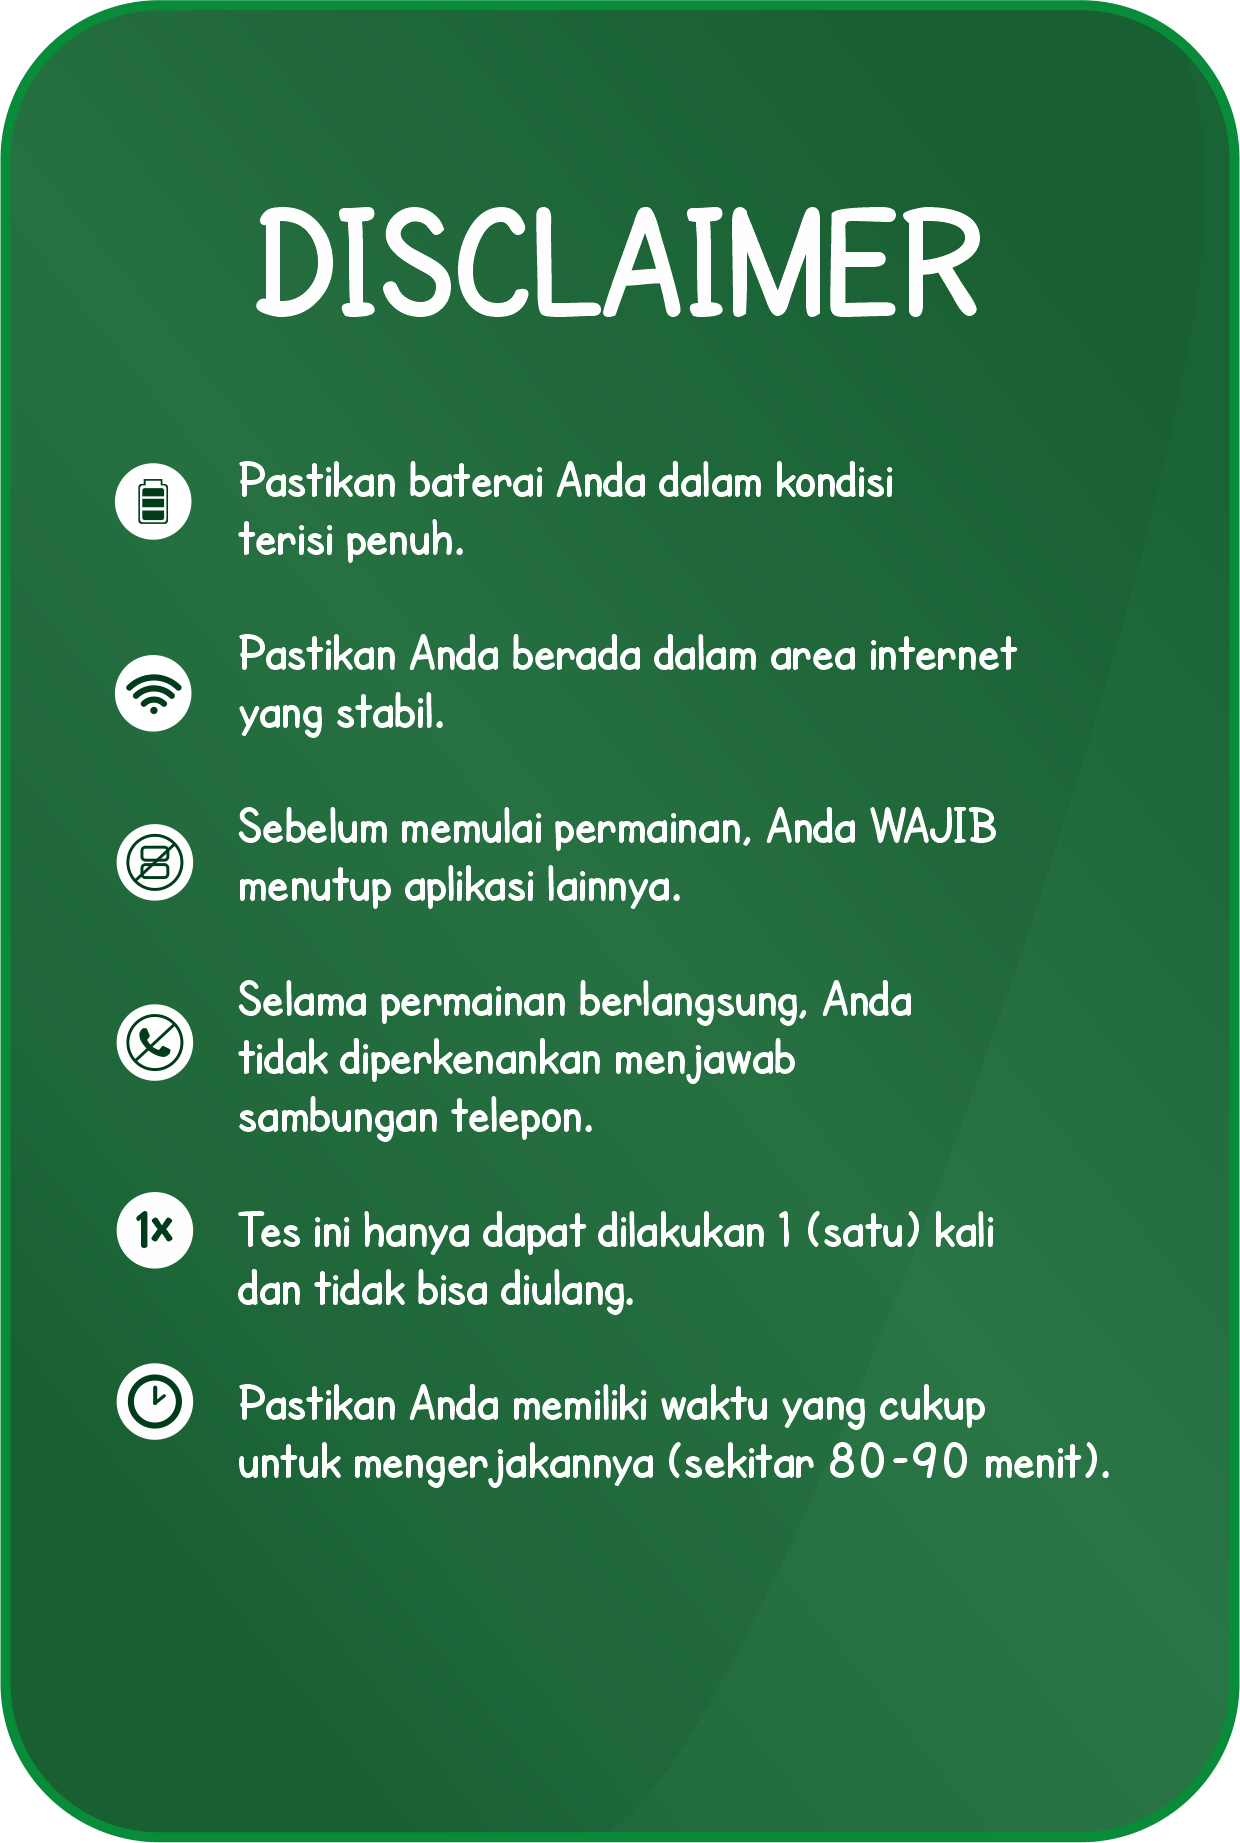 DISCLAIMER
Pastikan baterai Anda dalam kondisi
terisi penuh.
Pastikan Anda berada dalam area internet
yang stabil.
Sebelum memulai permainan, Anda WAJIB
menutup aplikasi lainnya.
Selama permainan berlangsung, Anda
tidak diperkenankan menjawab
sambungan telepon.
1x
Tes ini hanya dapat dilakukan 1 (satu) kali
dan tidak bisa diulang.
Pastikan Anda memiliki waktu yang cukup
untuk mengerjakannya (sekitar 80-90 menit).